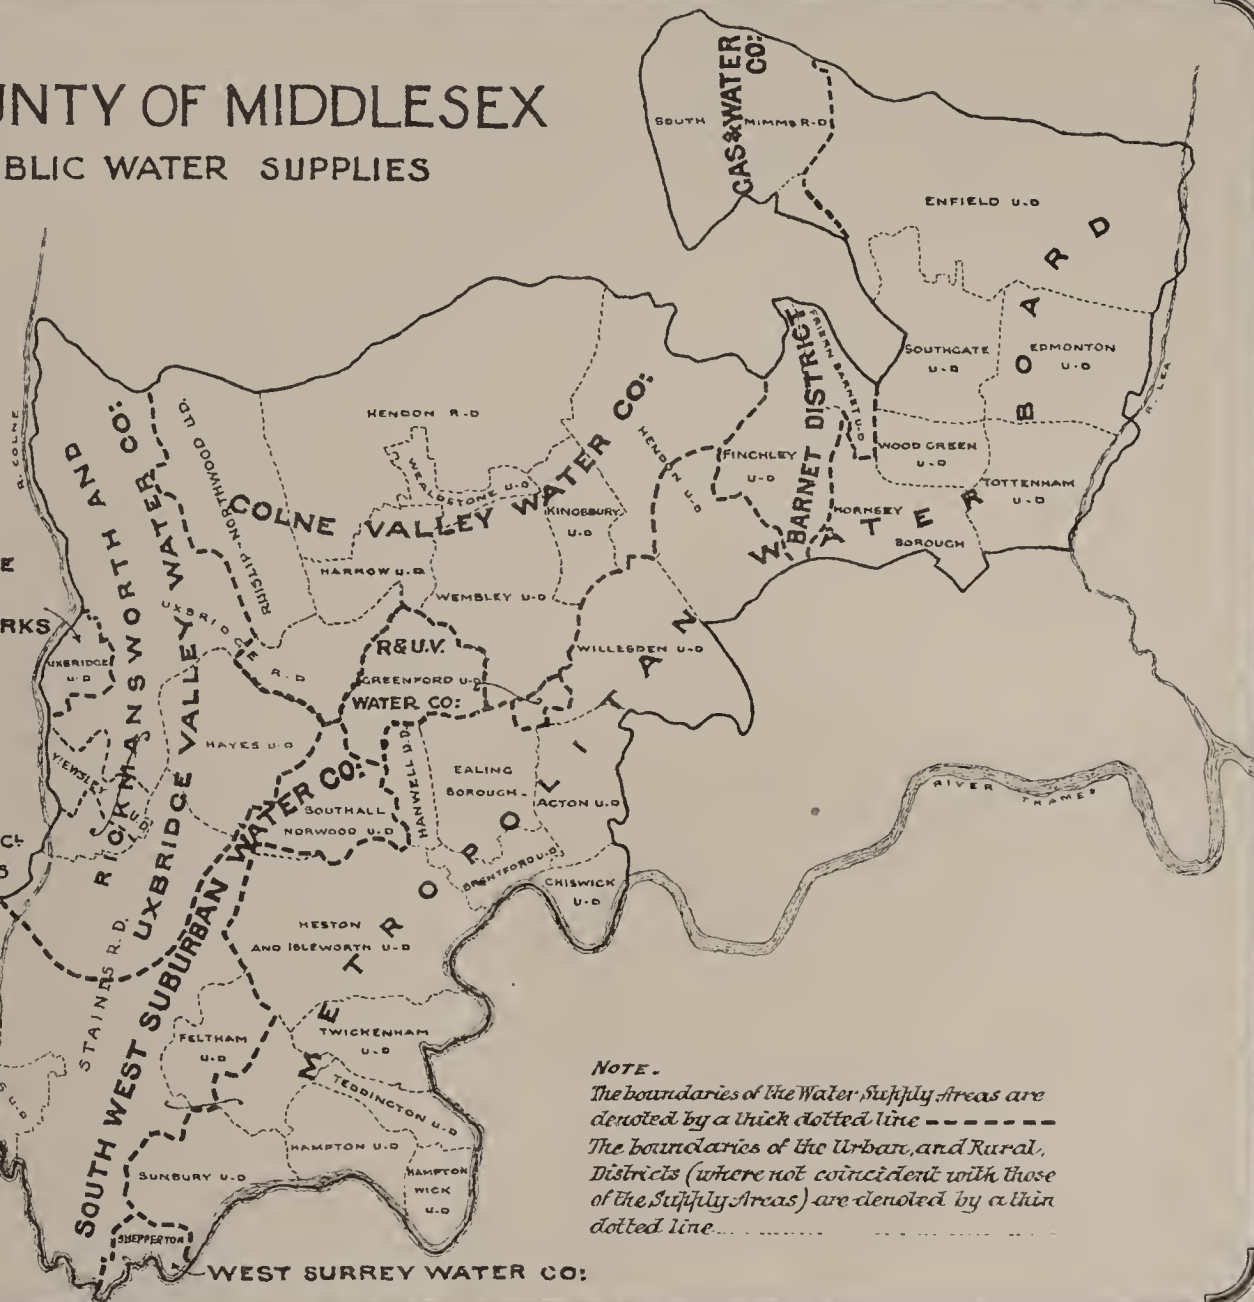 UNTY OF MIDDLESEX
BLIC WATER SUPPLIES
GAS & WATER CO:
SOUTH MIMMS R-D
ENFIELD U-D
SOUTHGATE U-D
EDMONTON U-D
R. LEA
WOOD GREEN U-D
TOTTENHAM U-D
HORNSEY BOROUGH
FRIERN BARNET U-D
BARNET DISTRICT
FINCHLEY U-D
HENDON U-D
HENDON R-D
WEALDSTONE U-D
COLNE VALLEY WATER CO:
KINGSBURY U-D
HARROW U-D
WEMBLEY U-D
WILLESDEN U-D
R. COLNE
RICKMANSWORTH AND
UXBRIDGE VALLEY WATER CO:
RUISLIP-NORTHWOOD U.D.
UXBRIDGE R-D
E
RKS
UXBRIDGE U-D
YIEWSLEY U-D
CL
S
HAYES U-D
R & U.V.
WATER CO:
GREENFORD U-D
HANWELL U-D
EALING BOROUGH
ACTON U-D
SOUTHALL NORWOOD U-D
BRENTFORD U-D
CHISWICK U-D
RIVER THAMES
METROPOLITAN WATER BOARD
SOUTH WEST SUBURBAN WATER CO:
STAINES R.D.
S U-D
HESTON
AND ISLEWORTH U-D
TWICKENHAM U-D
FELTHAM U-D
TEDDINGTON U-D
HAMPTON U-D
HAMPTON WICK U-D
SUNBURY U-D
SHEPPERTON
WEST SURREY WATER CO:
NOTE.
The boundaries of the Water Supply Areas are
denoted by a thick dotted line
The boundaries of the Urban, and Rural,
Districts (where not coincident with those
of the Supply Areas) are denoted by a thin
dotted line